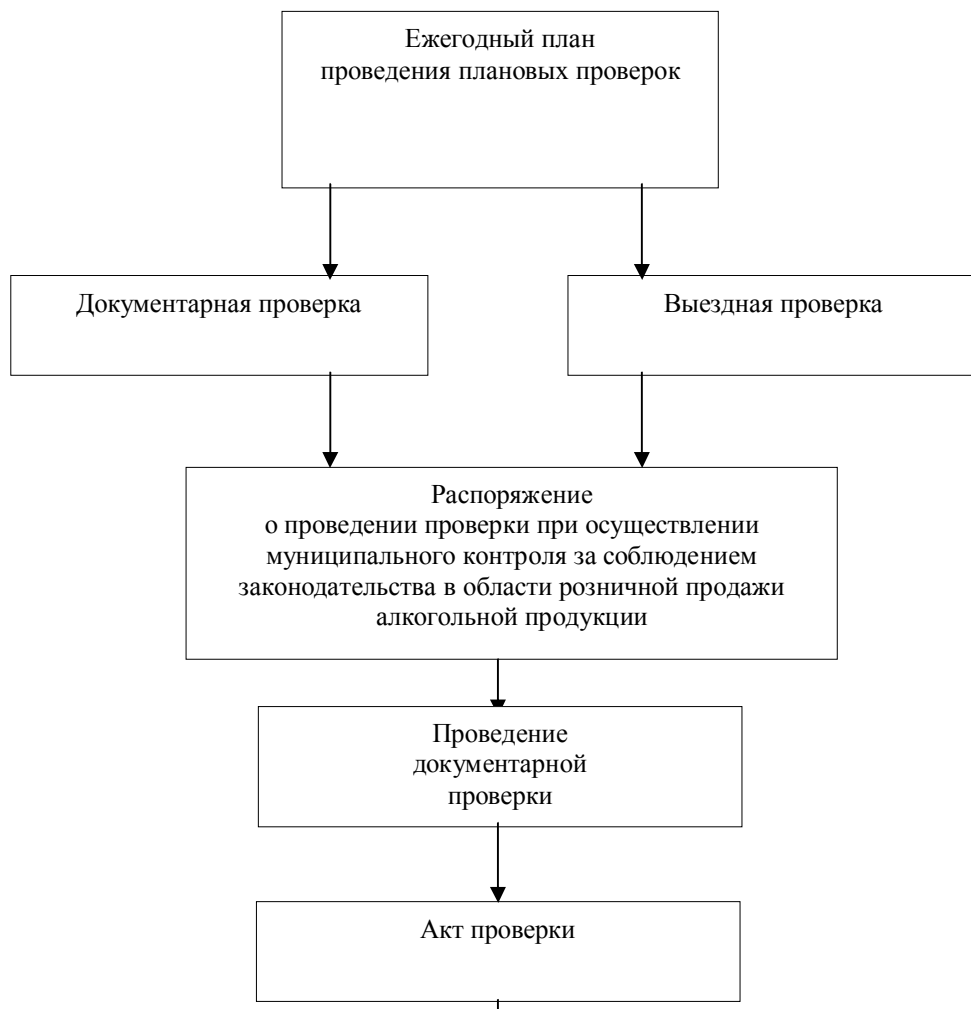 Ежегодный план
проведения плановых проверок
Документарная проверка
Выездная проверка
Распоряжение
о проведении проверки при осуществлении
муниципального контроля за соблюдением
законодательства в области розничной продажи
алкогольной продукции
Проведение
документарной
проверки
Акт проверки